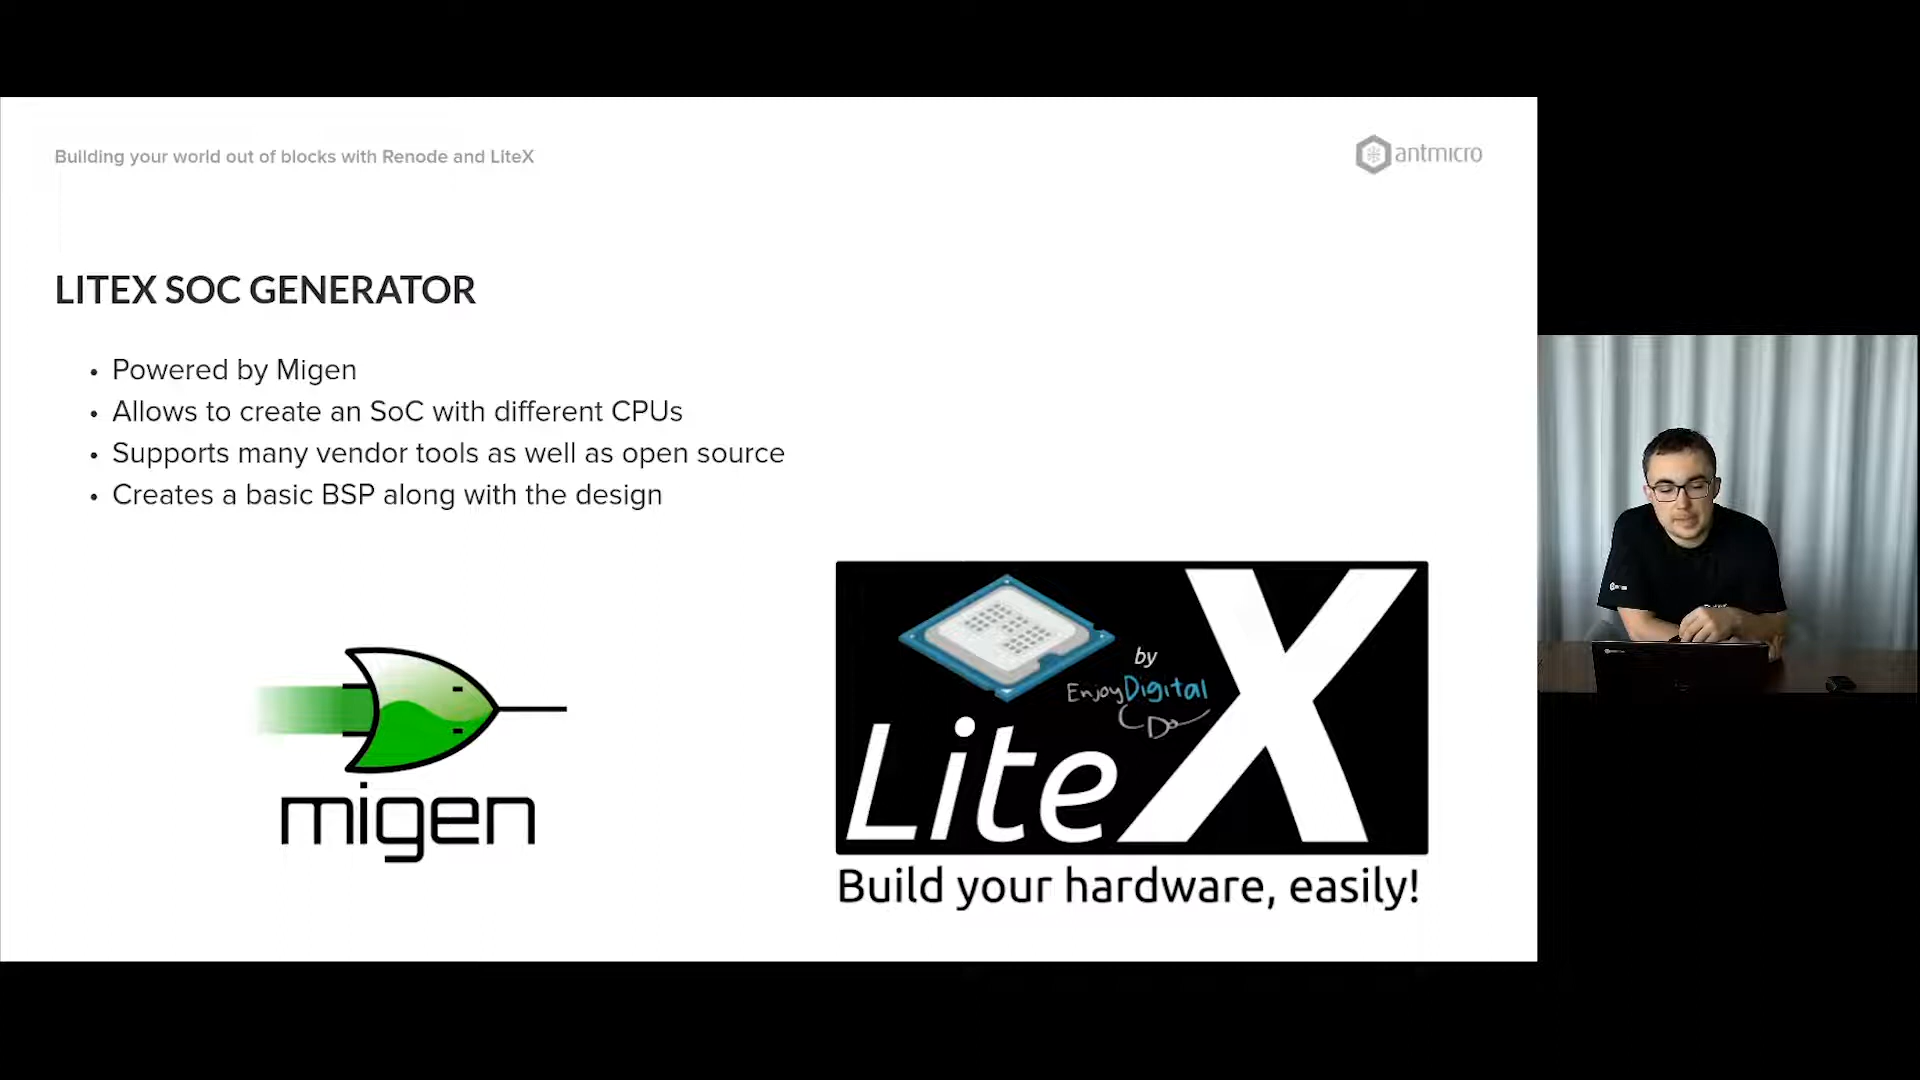 Building your world out of blocks with Renode and LiteX
antmicro
LITEX SOC GENERATOR
• Powered by Migen
• Allows to create an SoC with different CPUs
• Supports many vendor tools as well as open source
• Creates a basic BSP along with the design
migen
by
EnjoyDigital
LiteX
Build your hardware, easily!